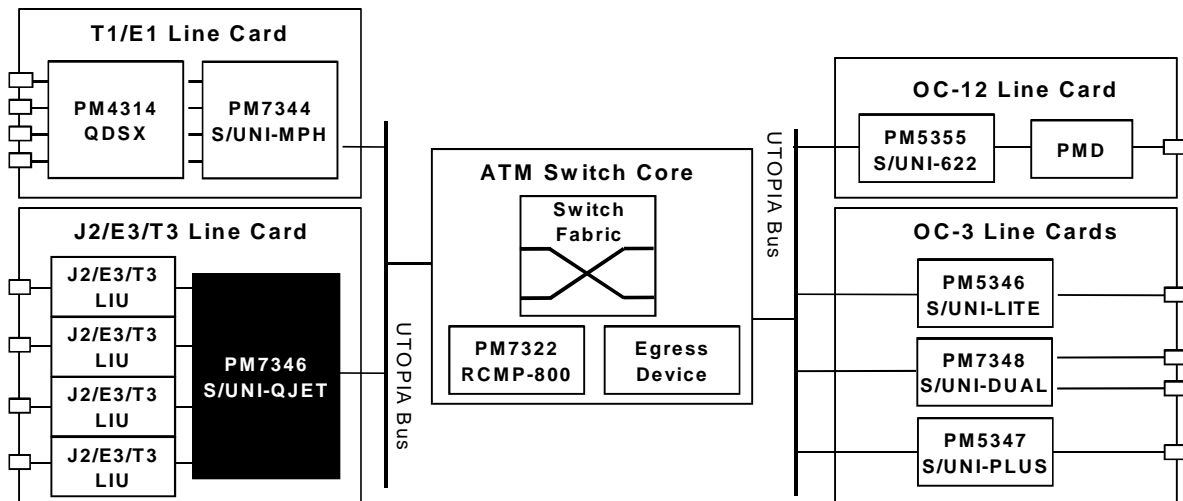 T1/E1 Line Card
PM4314
QDSX
PM7344
S/UNI-MPH
J2/E3/T3 Line Card
J2/E3/T3
LIU
J2/E3/T3
LIU
J2/E3/T3
LIU
J2/E3/T3
LIU
PM7346
S/UNI-QJET
UTOPIA Bus
ATM Switch Core
Switch
Fabric
PM7322
RCMP-800
Egress
Device
UTOPIA Bus
OC-12 Line Card
PM5355
S/UNI-622
PMD
OC-3 Line Cards
PM5346
S/UNI-LITE
PM7348
S/UNI-DUAL
PM5347
S/UNI-PLUS